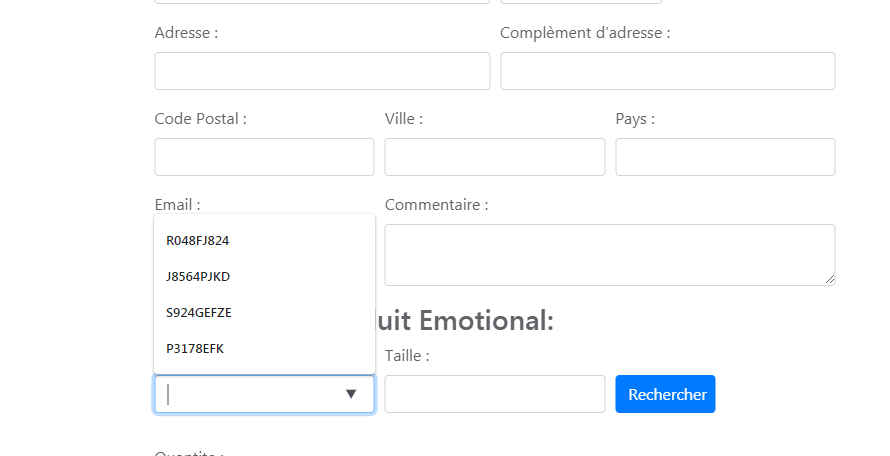 Adresse :
Complèment d'adresse :
Code Postal :
Ville :
Pays :
Email :
Commentaire :
R048FJ824
J8564PJKD
S924GEFZE
P3178EFK
uit Emotional:
Taille :
Rechercher